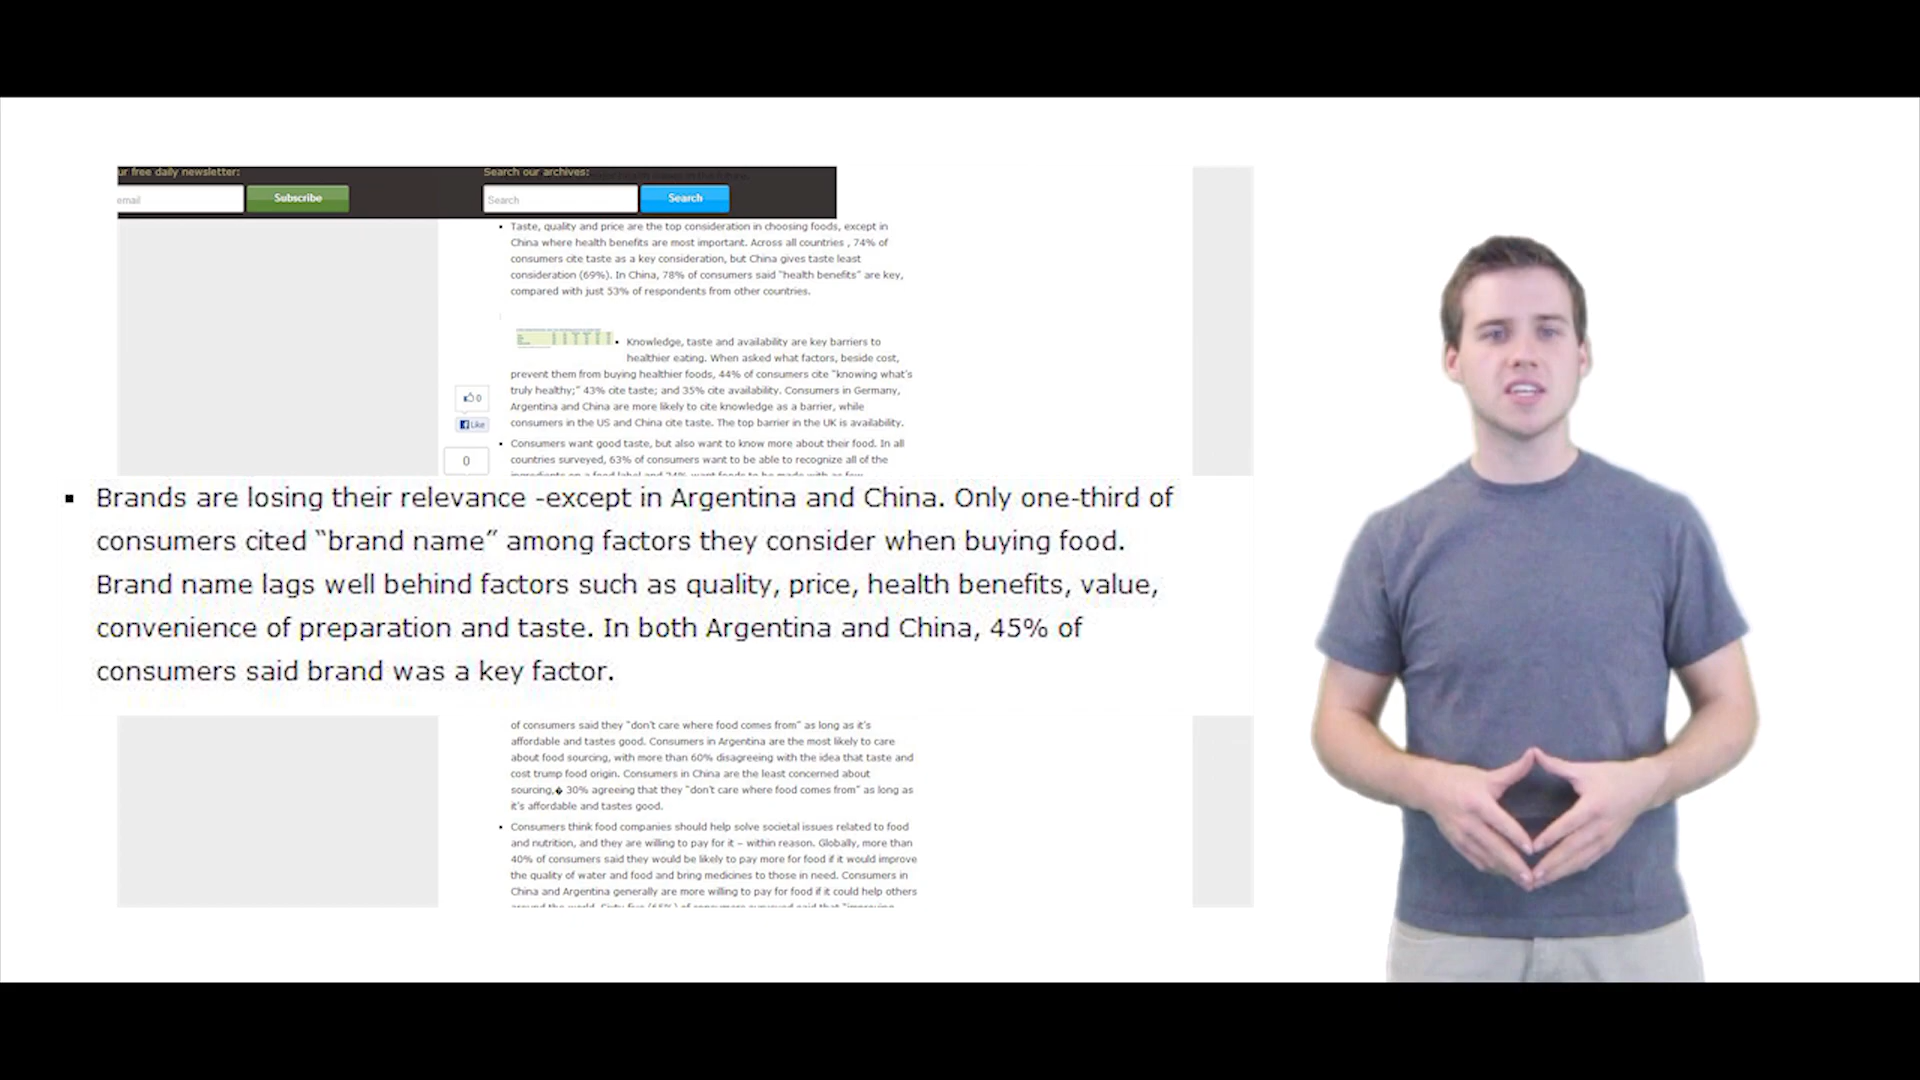 ur free daily newsletter:
Search our archives:
email
Subscribe
Search
Search
▪ Taste, quality and price are the top consideration in choosing foods, except in
China where health benefits are most important. Across all countries , 74% of
consumers cite taste as a key consideration, but China gives taste least
consideration (69%). In China, 78% of consumers said "health benefits" are key,
compared with just 53% of respondents from other countries.
▪ Knowledge, taste and availability are key barriers to
healthier eating. When asked what factors, beside cost,
prevent them from buying healthier foods, 44% of consumers cite "knowing what's
truly healthy;" 43% cite taste; and 35% cite availability. Consumers in Germany,
Argentina and China are more likely to cite knowledge as a barrier, while
consumers in the US and China cite taste. The top barrier in the UK is availability.
0
Like
0
▪ Consumers want good taste, but also want to know more about their food. In all
countries surveyed, 63% of consumers want to be able to recognize all of the
▪ Brands are losing their relevance -except in Argentina and China. Only one-third of
consumers cited “brand name” among factors they consider when buying food.
Brand name lags well behind factors such as quality, price, health benefits, value,
convenience of preparation and taste. In both Argentina and China, 45% of
consumers said brand was a key factor.
of consumers said they "don't care where food comes from" as long as it's
affordable and tastes good. Consumers in Argentina are the most likely to care
about food sourcing, with more than 60% disagreeing with the idea that taste and
cost trump food origin. Consumers in China are the least concerned about
sourcing,� 30% agreeing that they "don't care where food comes from" as long as
it's affordable and tastes good.
▪ Consumers think food companies should help solve societal issues related to food
and nutrition, and they are willing to pay for it – within reason. Globally, more than
40% of consumers said they would be likely to pay more for food if it would improve
the quality of water and food and bring medicines to those in need. Consumers in
China and Argentina generally are more willing to pay for food if it could help others